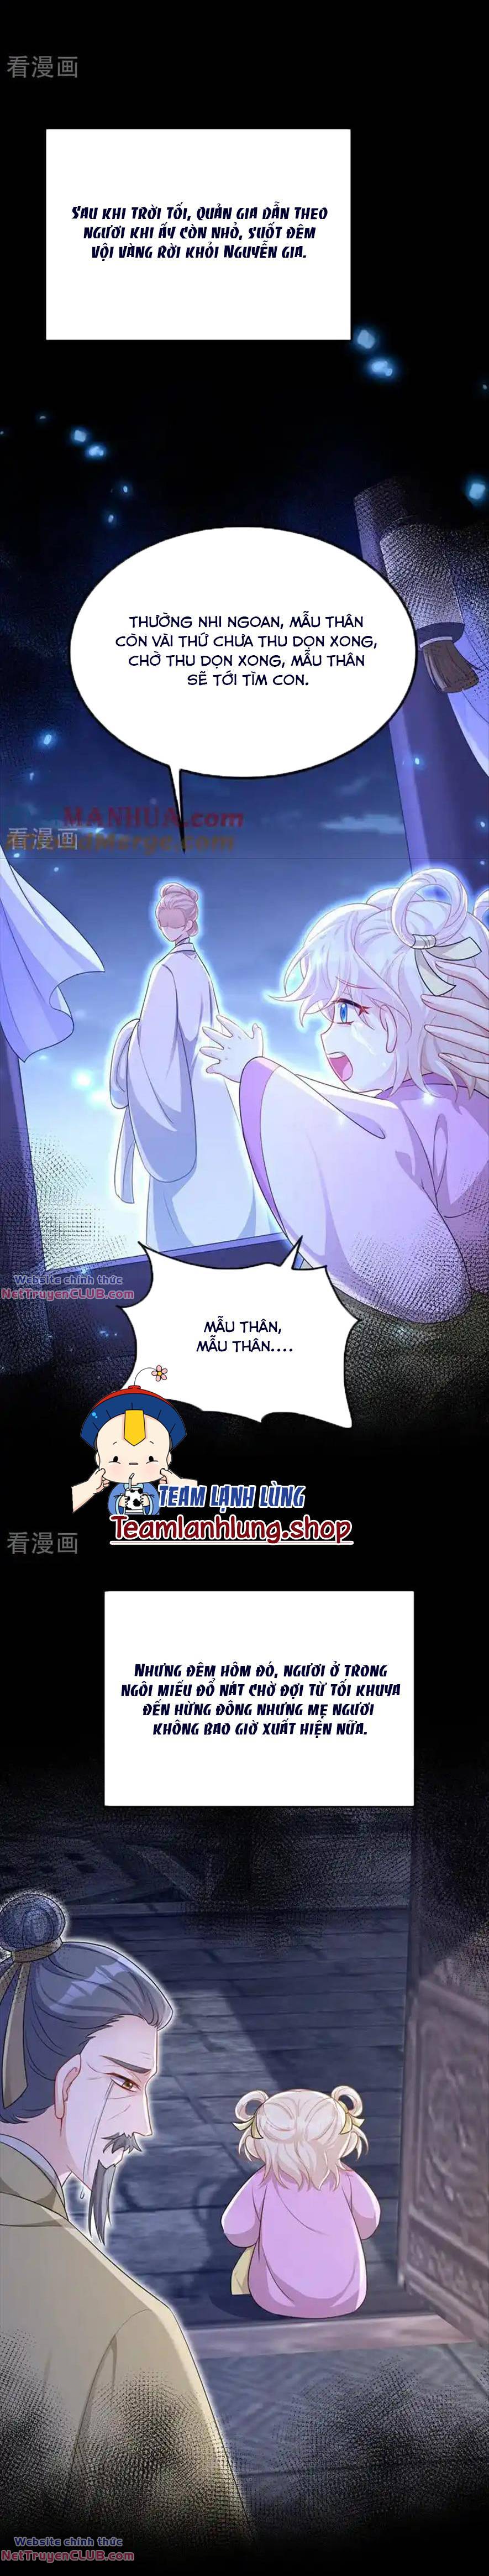 看漫画
SAU KHI TRỜI TỐI, QUẢN GIA DẪN THEO
NGƯỜI KHI ẤY CÒN NHỎ, SUỐT ĐÊM
VỘI VÀNG RỜI KHỎI NGUYỄN GIA.
THƯỜNG NHI NGOAN, MẪU THÂN
CÒN VÀI THỨ CHƯA THU DỌN XONG,
CHỜ THU DỌN XONG, MẪU THÂN
SẼ TỚI TÌM CON.
MANHUA.com
看漫画
Merge.com
Website chính thức
NetTruyenCLUB.com
MẪU THÂN,
MẪU THÂN....
TEAM LẠNH LÙNG
Teamlanhlung.shop
看漫画
NHƯNG ĐÊM HÔM ĐÓ, NGƯƠI Ở TRONG
NGÔI MIẾU ĐỔ NÁT CHỜ ĐỢI TỪ TỐI KHUYA
ĐẾN HỪNG ĐÔNG NHƯNG MẸ NGƯƠI
KHÔNG BAO GIỜ XUẤT HIỆN NỮA.
Website chính thức
NetTruyenCLUB.com